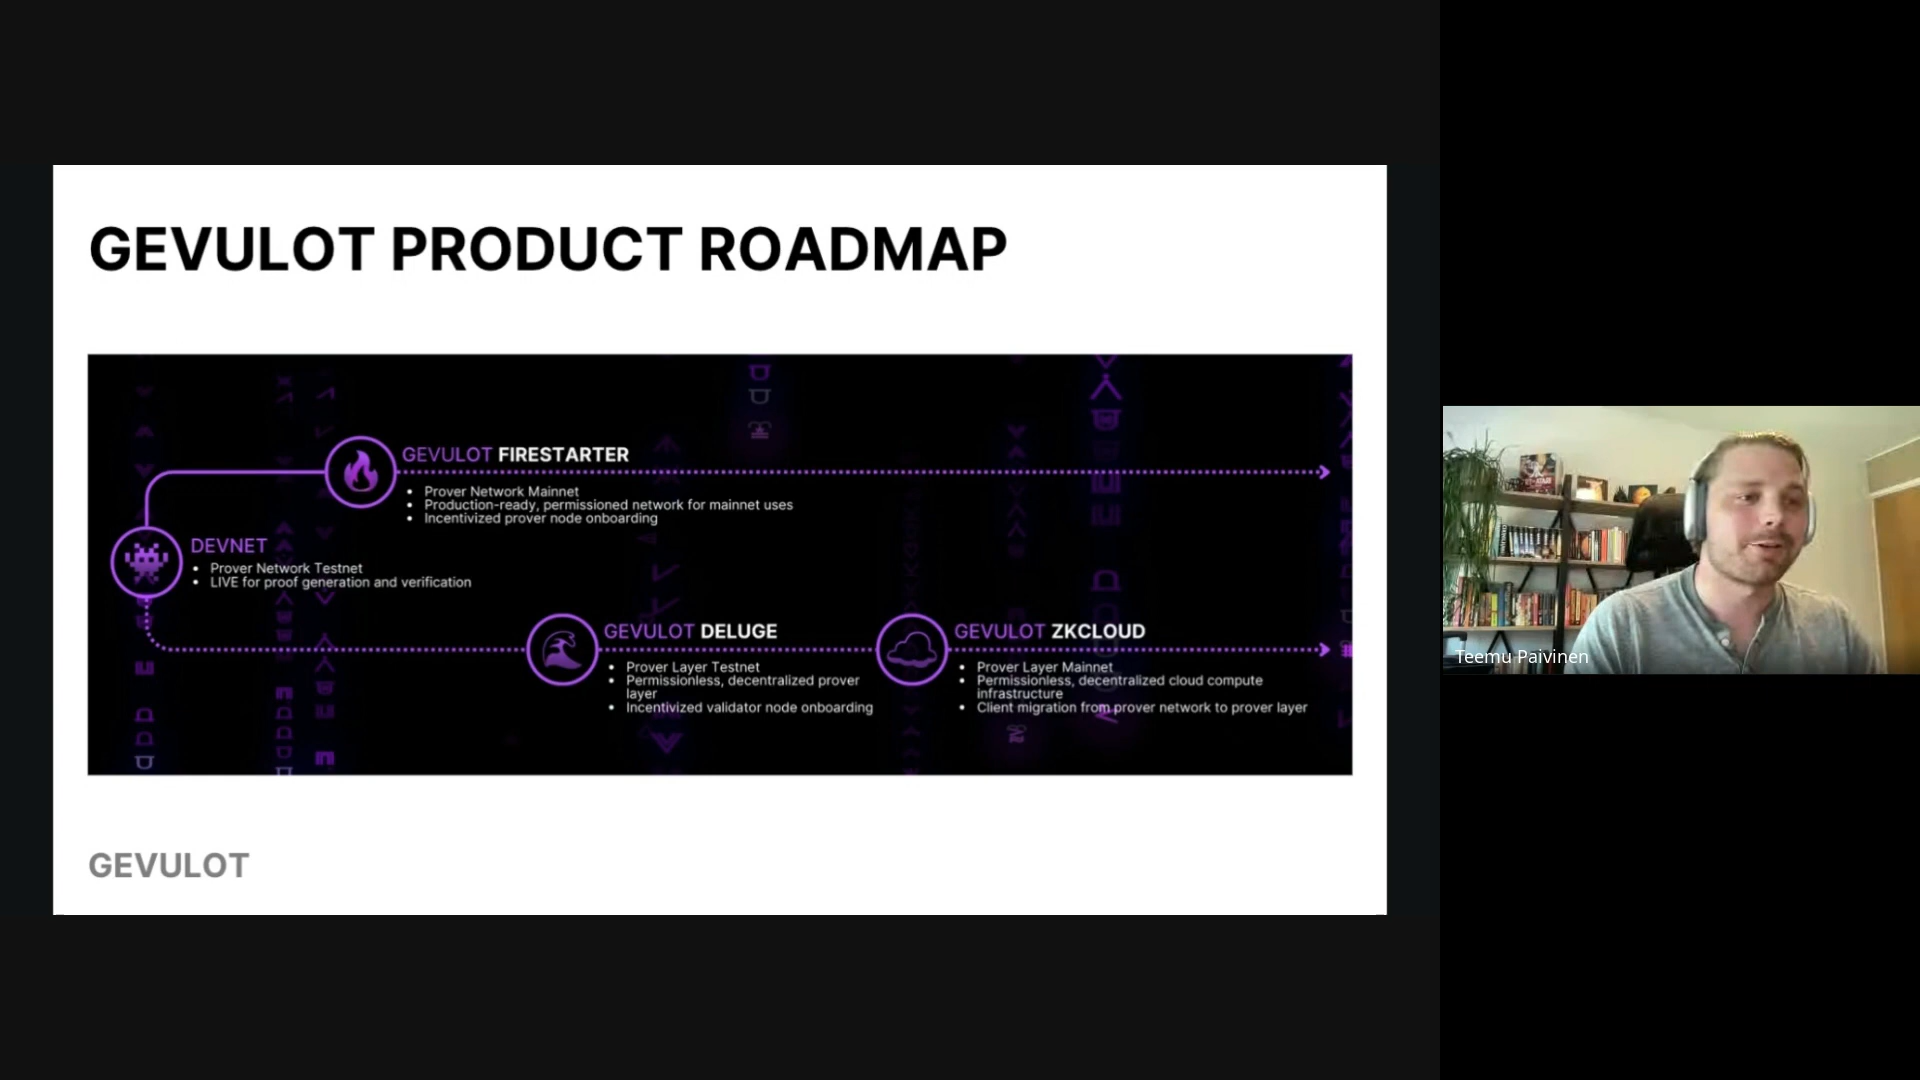 GEVULOT PRODUCT ROADMAP
GEVULOT FIRESTARTER
• Prover Network Mainnet
• Production-ready, permissioned network for mainnet uses
• Incentivized prover node onboarding
DEVNET
• Prover Network Testnet
• LIVE for proof generation and verification
GEVULOT DELUGE
• Prover Layer Testnet
• Permissionless, decentralized prover
layer
• Incentivized validator node onboarding
GEVULOT ZKCLOUD
• Prover Layer Mainnet
• Permissionless, decentralized cloud compute
infrastructure
• Client migration from prover network to prover layer
GEVULOT
Teemu Paivinen